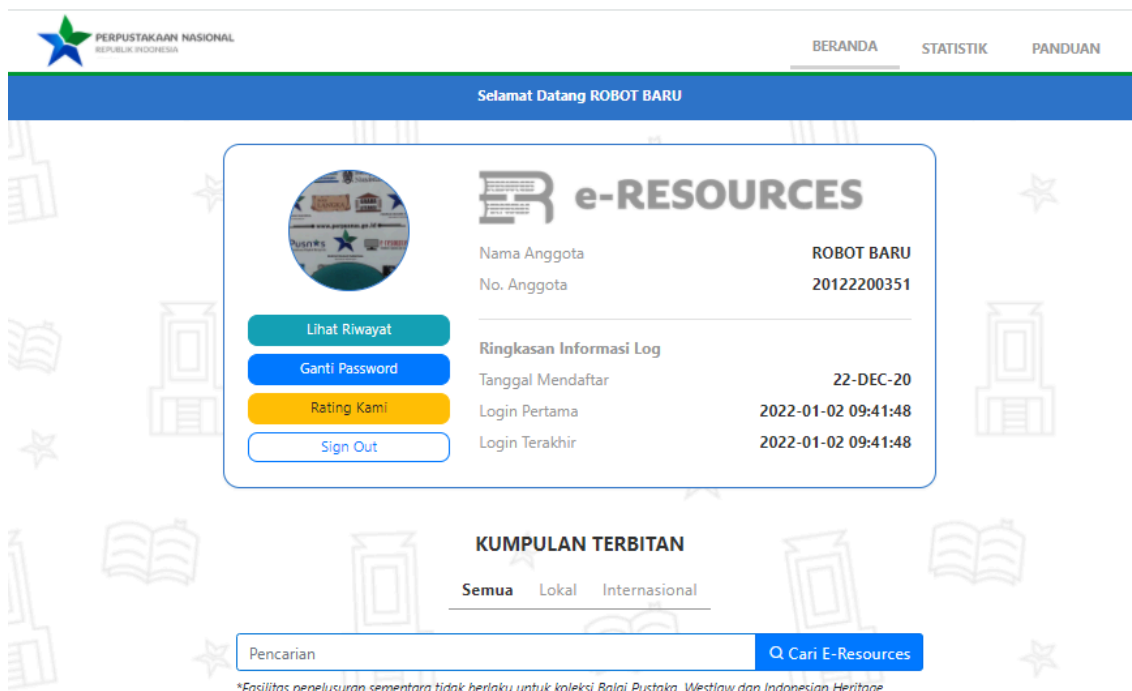 PERPUSTAKAAN NASIONAL
REPUBLIK INDONESIA
BERANDA STATISTIK PANDUAN
Selamat Datang ROBOT BARU
e-RESOURCES
Nama Anggota ROBOT BARU
No. Anggota 20122200351
Lihat Riwayat
Ganti Password
Rating Kami
Sign Out
Ringkasan Informasi Log
Tanggal Mendaftar 22-DEC-20
Login Pertama 2022-01-02 09:41:48
Login Terakhir 2022-01-02 09:41:48
KUMPULAN TERBITAN
Semua Lokal Internasional
Pencarian Cari E-Resources
*Fasilitas penelusuran sementara tidak berlaku untuk koleksi Balai Pustaka, Westlaw dan Indonesian Heritage